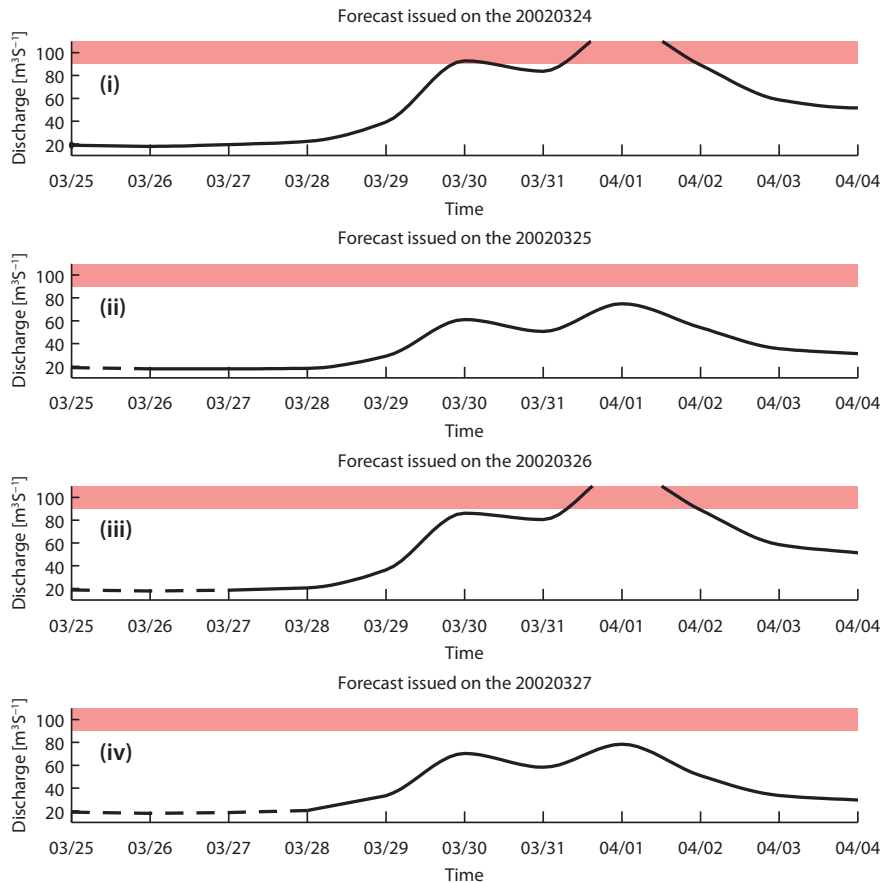 Forecast issued on the 20020324
Discharge [m³S⁻¹]
100
80
60
40
20
(i)
03/25 03/26 03/27 03/28 03/29 03/30 03/31 04/01 04/02 04/03 04/04
Time
Forecast issued on the 20020325
Discharge [m³S⁻¹]
100
80
60
40
20
(ii)
03/25 03/26 03/27 03/28 03/29 03/30 03/31 04/01 04/02 04/03 04/04
Time
Forecast issued on the 20020326
Discharge [m³S⁻¹]
100
80
60
40
20
(iii)
03/25 03/26 03/27 03/28 03/29 03/30 03/31 04/01 04/02 04/03 04/04
Time
Forecast issued on the 20020327
Discharge [m³S⁻¹]
100
80
60
40
20
(iv)
03/25 03/26 03/27 03/28 03/29 03/30 03/31 04/01 04/02 04/03 04/04
Time